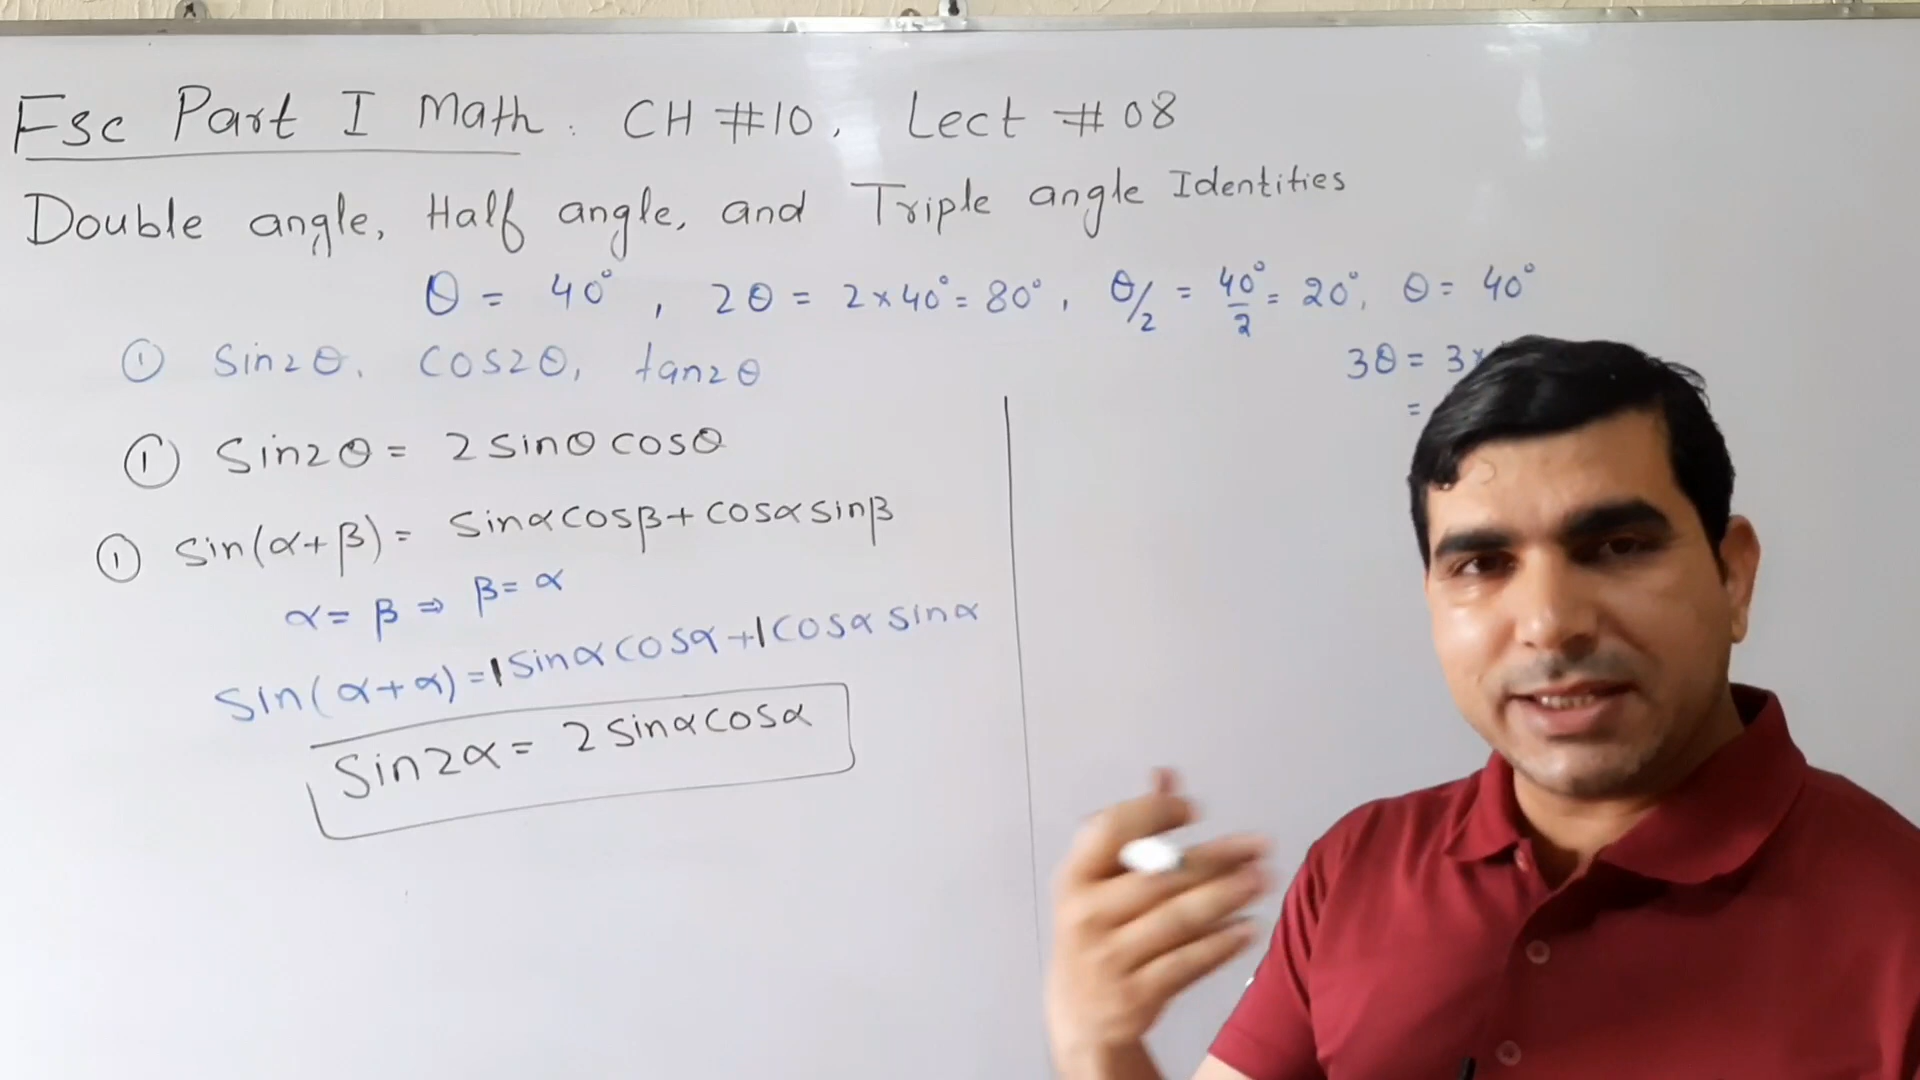 Fsc Part I Math. CH #10, Lect #08
Double angle, Half angle, and Triple angle Identities
θ = 40°, 2θ = 2×40° = 80°, θ/2 = 40°/2 = 20°, θ = 40°
3θ = 3×
=
① Sin2θ, Cos2θ, tan2θ
① Sin2θ = 2 sinθ cosθ
① Sin(α+β) = Sinα cosβ + cosα sinβ
α = β ⇒ β = α
Sin(α+α) = 1 Sinα cosα + 1 cosα sinα
Sin2α = 2 sinα cosα